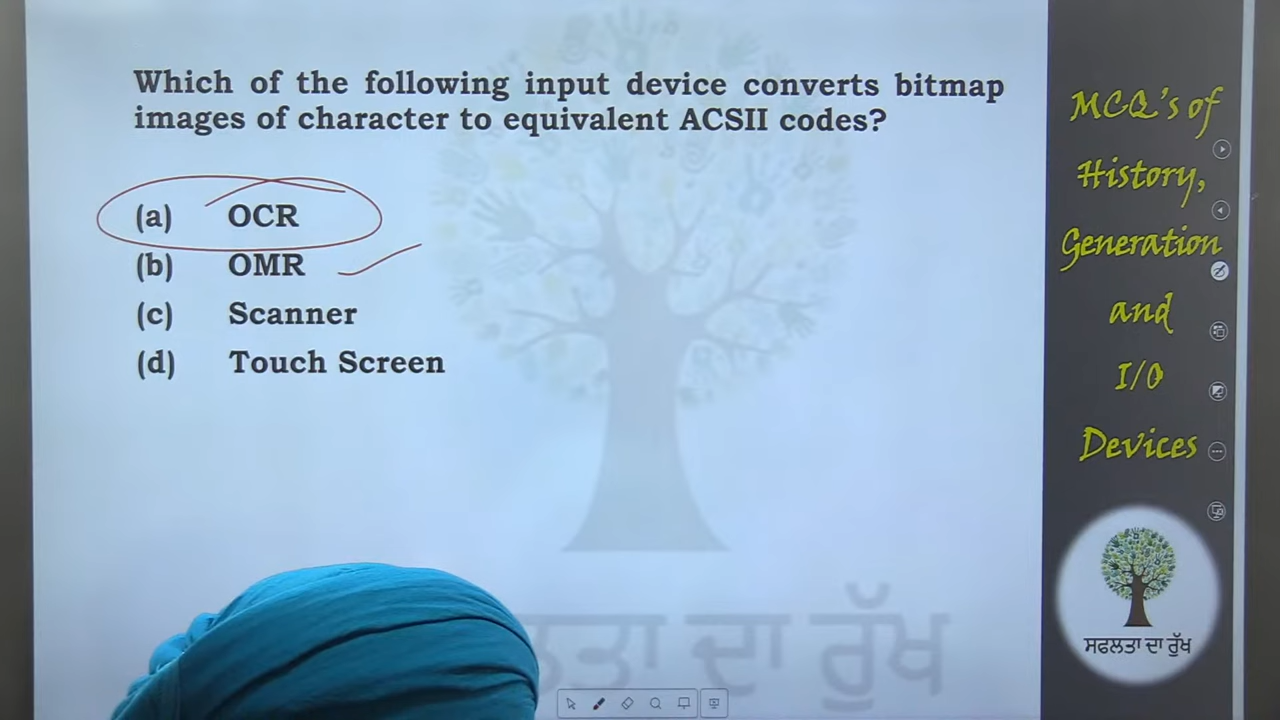 Which of the following input device converts bitmap
images of character to equivalent ACSII codes?
(a) OCR
(b) OMR
(c) Scanner
(d) Touch Screen
MCQ's of
History,
Generation
and
I/O
Devices
ਸਫਲਤਾ ਦਾ ਰੁੱਖ
ਦਾ ਰੁੱਖ